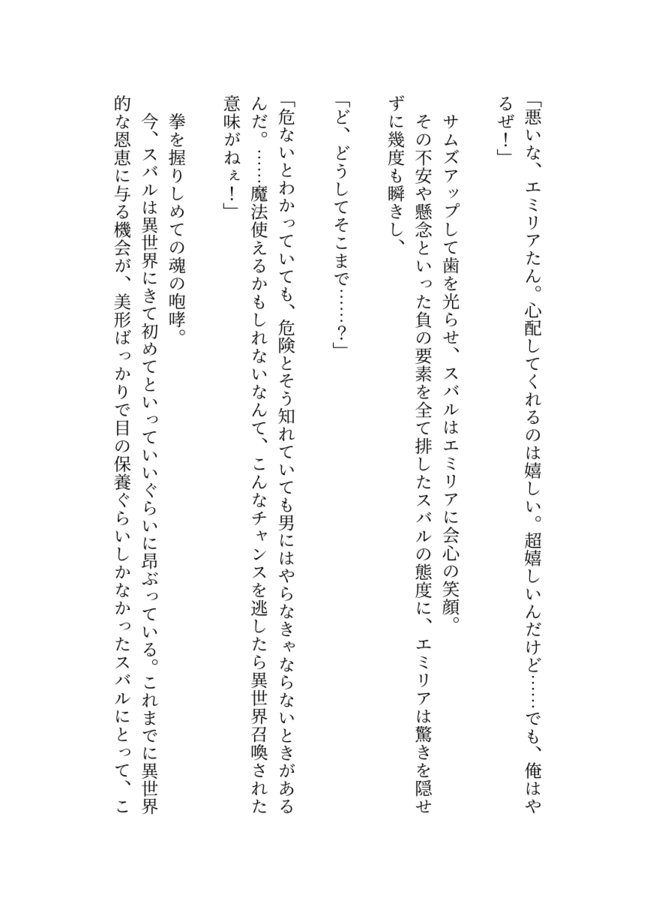 「悪いな、エミリアたん。心配してくれるのは嬉しい。超嬉しいんだけど……でも、俺はや
るぜ！」
サムズアップして歯を光らせ、スバルはエミリアに会心の笑顔。
その不安や懸念といった負の要素を全て排したスバルの態度に、エミリアは驚きを隠せ
ずに幾度も瞬きし、
「ど、どうしてそこまで……？」
「危ないとわかっていても、危険とそう知れていても男にはやらなきゃならないときがある
んだ。……魔法使えるかもしれないなんて、こんなチャンスを逃したら異世界召喚された
意味がねぇ！」
拳を握りしめての魂の咆哮。
今、スバルは異世界にきて初めてといっていいぐらいに昂ぶっている。これまでに異世界
的な恩恵に与る機会が、美形ばっかりで目の保養ぐらいしかなかったスバルにとって、こ